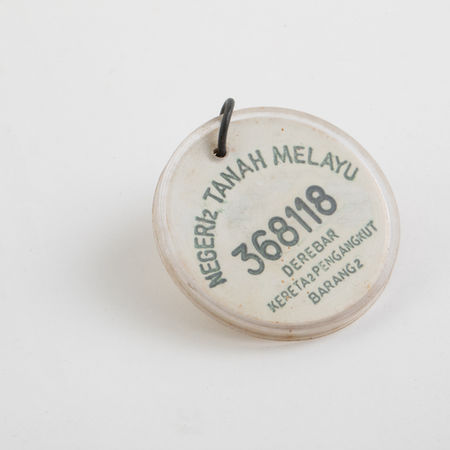 NEGERI2 TANAH MELAYU
368118
DEREBAR
KERETA2 PENGANGKUT
BARANG2